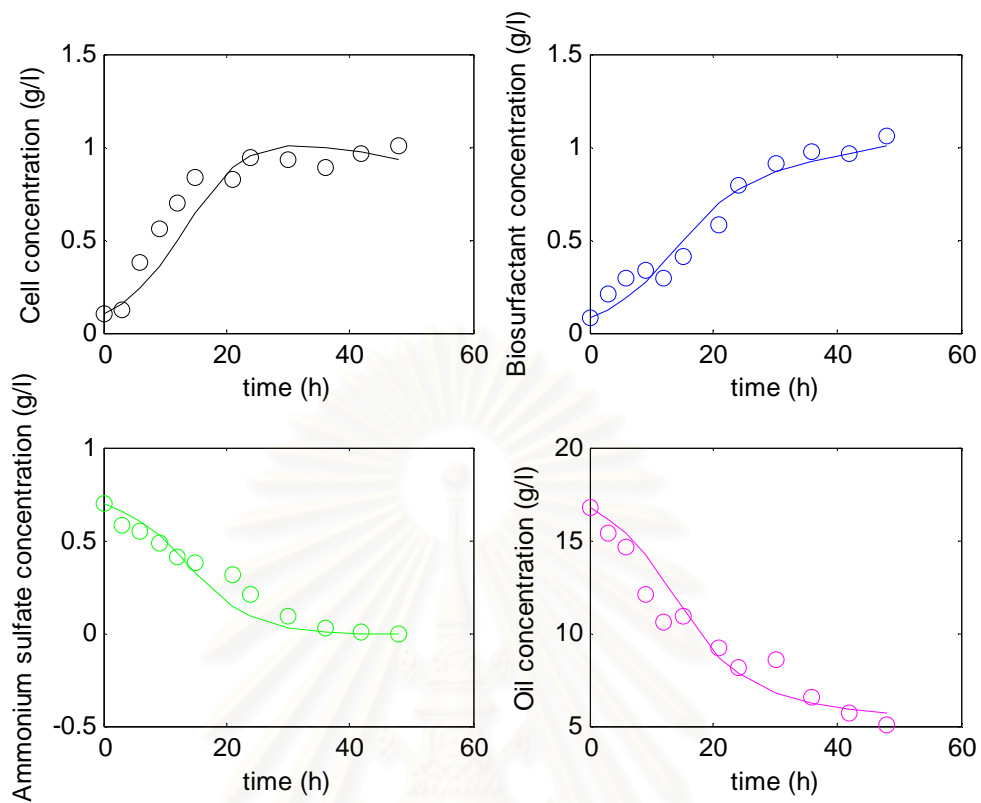 Cell concentration (g/l)
1.5
1
0.5
0
0 20 40 60
time (h)
Biosurfactant concentration (g/l)
1.5
1
0.5
0
0 20 40 60
time (h)
Ammonium sulfate concentration (g/l)
1
0.5
0
-0.5
0 20 40 60
time (h)
Oil concentration (g/l)
20
15
10
5
0 20 40 60
time (h)